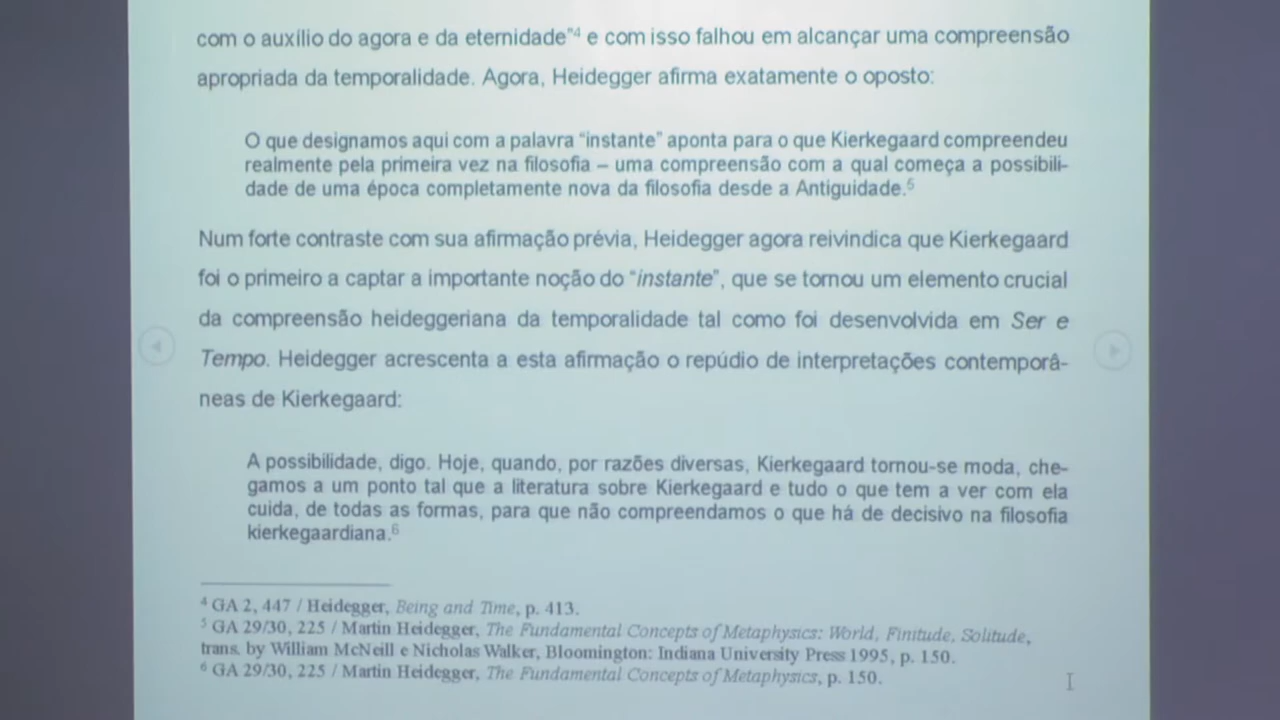 com o auxílio do agora e da eternidade"4 e com isso falhou em alcançar uma compreensão
apropriada da temporalidade. Agora, Heidegger afirma exatamente o oposto:
O que designamos aqui com a palavra “instante” aponta para o que Kierkegaard compreendeu
realmente pela primeira vez na filosofia – uma compreensão com a qual começa a possibili-
dade de uma época completamente nova da filosofia desde a Antiguidade.5
Num forte contraste com sua afirmação prévia, Heidegger agora reivindica que Kierkegaard
foi o primeiro a captar a importante noção do “instante”, que se tornou um elemento crucial
da compreensão heideggeriana da temporalidade tal como foi desenvolvida em Ser e
Tempo. Heidegger acrescenta a esta afirmação o repúdio de interpretações contemporâ-
neas de Kierkegaard:
A possibilidade, digo. Hoje, quando, por razões diversas, Kierkegaard tornou-se moda, che-
gamos a um ponto tal que a literatura sobre Kierkegaard e tudo o que tem a ver com ela
cuida, de todas as formas, para que não compreendamos o que há de decisivo na filosofia
kierkegaardiana.6
4 GA 2, 447 / Heidegger, Being and Time, p. 413.
5 GA 29/30, 225 / Martin Heidegger, The Fundamental Concepts of Metaphysics: World, Finitude, Solitude,
trans. by William McNeill e Nicholas Walker, Bloomington: Indiana University Press 1995, p. 150.
6 GA 29/30, 225 / Martin Heidegger, The Fundamental Concepts of Metaphysics, p. 150.